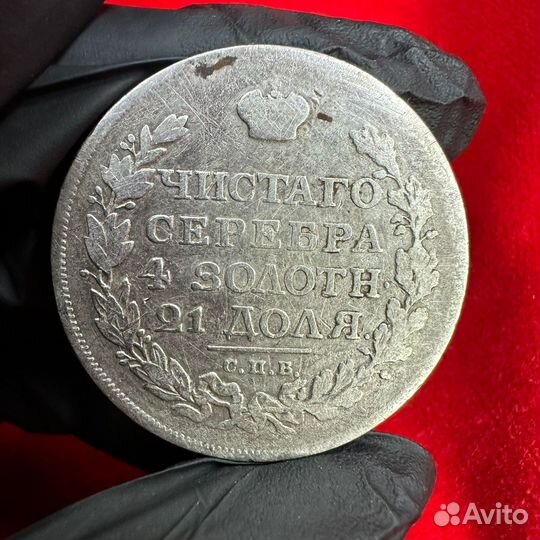 ЧИСТАГО
СЕРЕБРА
4 ЗОЛОТН.
21 ДОЛЯ.
С.П.Б.
Avito